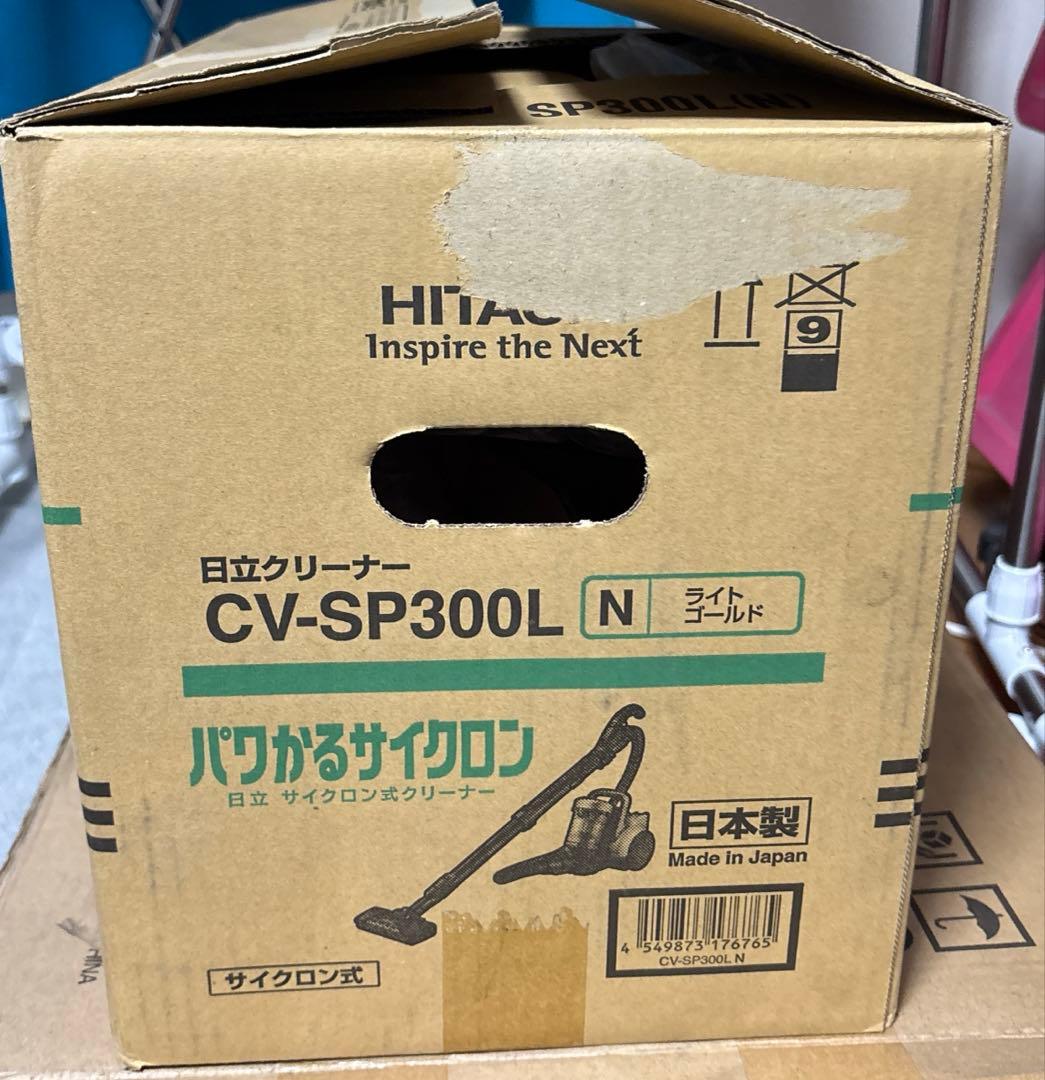 SP300L(N)
HITA
Inspire the Next
9
日立クリーナー
CV-SP300L N ライト
ゴールド
パワかるサイクロン
日立 サイクロン式クリーナー
日本製
Made in Japan
4 549873 176765
CV-SP300L N
サイクロン式